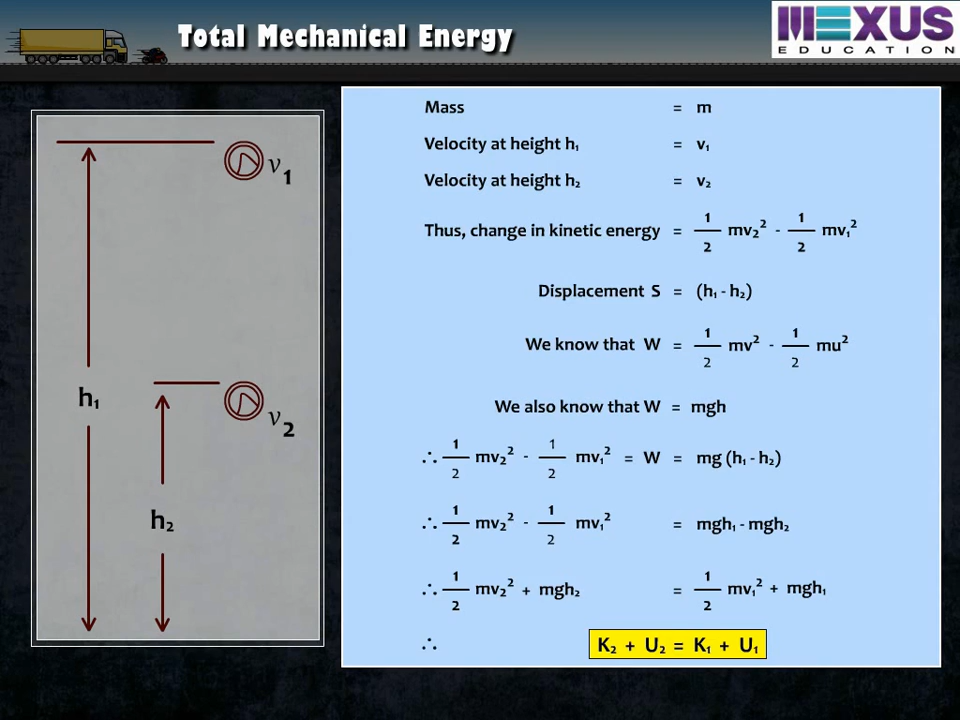 Total Mechanical Energy
MEXUS
EDUCATION
v₁
h₁
v₂
h₂
Mass = m
Velocity at height h₁ = v₁
Velocity at height h₂ = v₂
Thus, change in kinetic energy = 1/2 mv₂² - 1/2 mv₁²
Displacement S = (h₁ - h₂)
We know that W = 1/2 mv² - 1/2 mu²
We also know that W = mgh
∴ 1/2 mv₂² - 1/2 mv₁² = W = mg (h₁ - h₂)
∴ 1/2 mv₂² - 1/2 mv₁² = mgh₁ - mgh₂
∴ 1/2 mv₂² + mgh₂ = 1/2 mv₁² + mgh₁
∴ K₂ + U₂ = K₁ + U₁